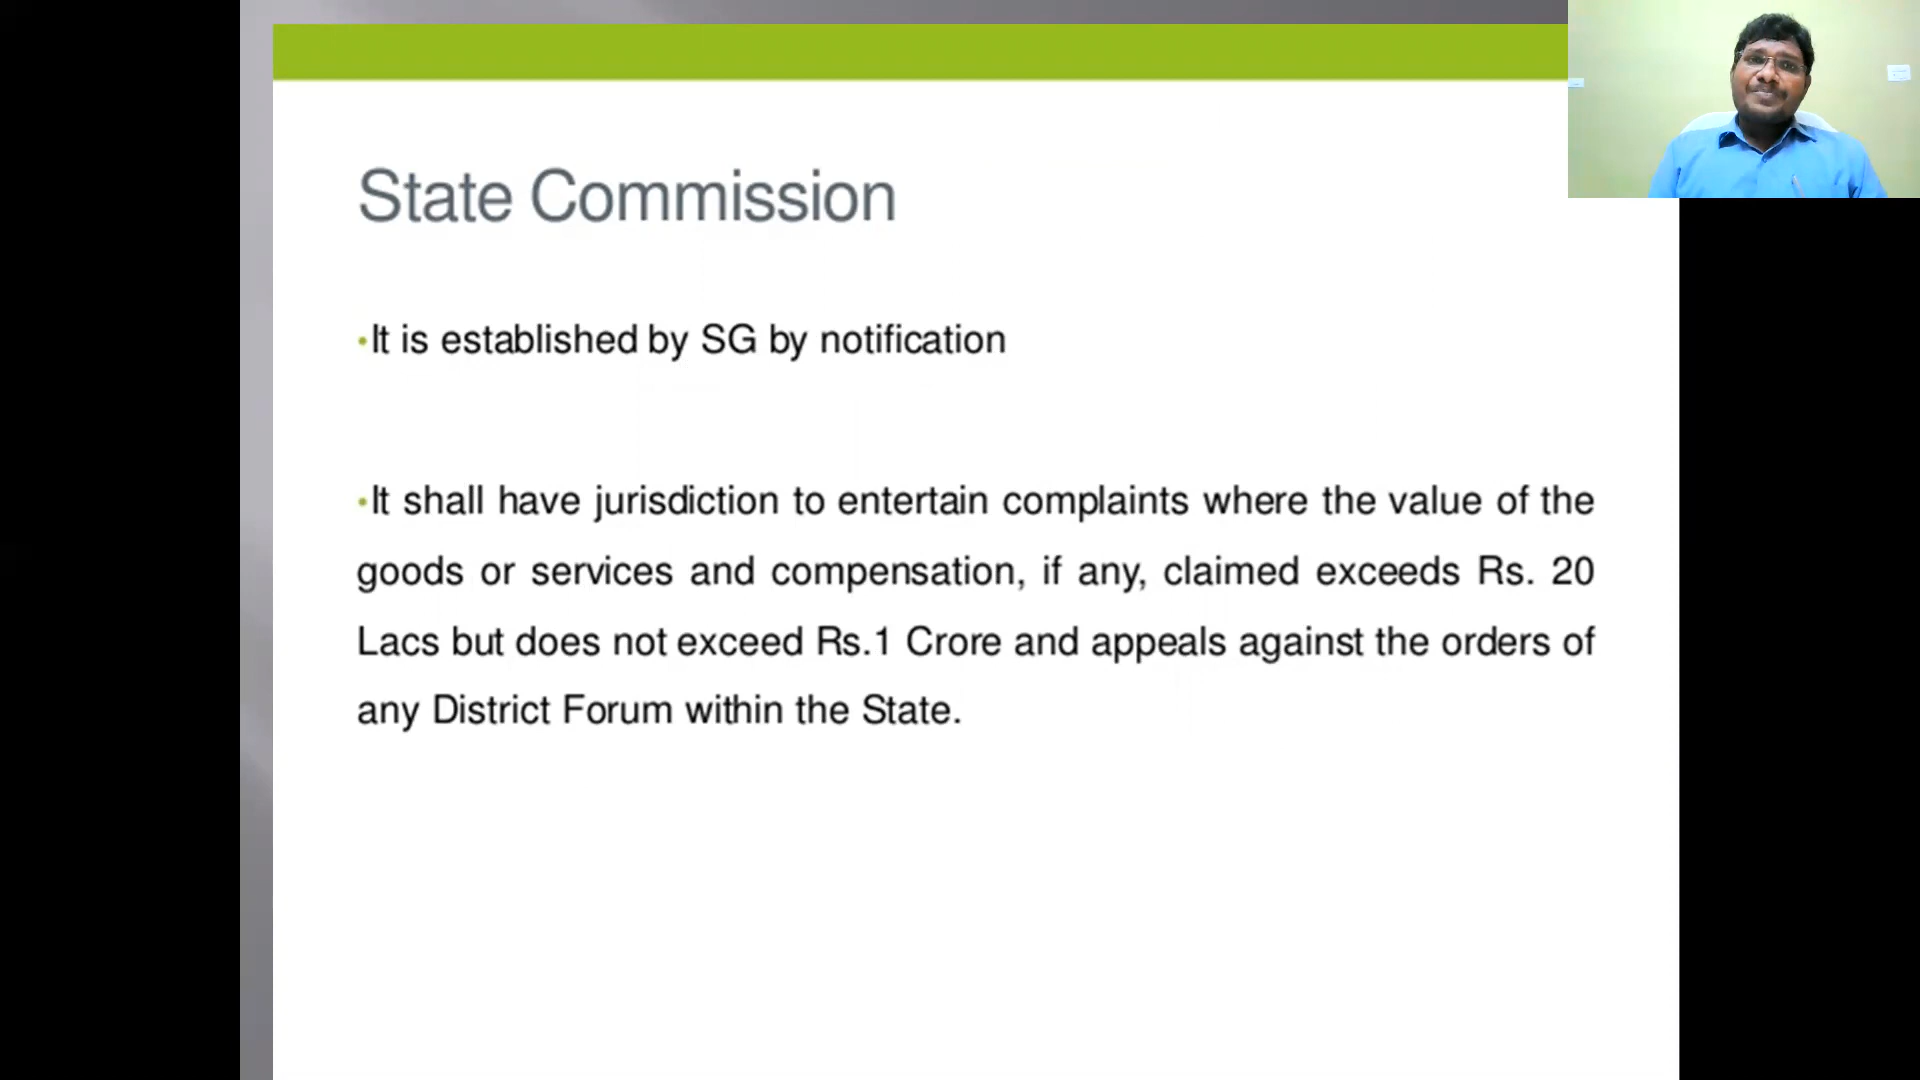 State Commission
•It is established by SG by notification
•It shall have jurisdiction to entertain complaints where the value of the
goods or services and compensation, if any, claimed exceeds Rs. 20
Lacs but does not exceed Rs.1 Crore and appeals against the orders of
any District Forum within the State.